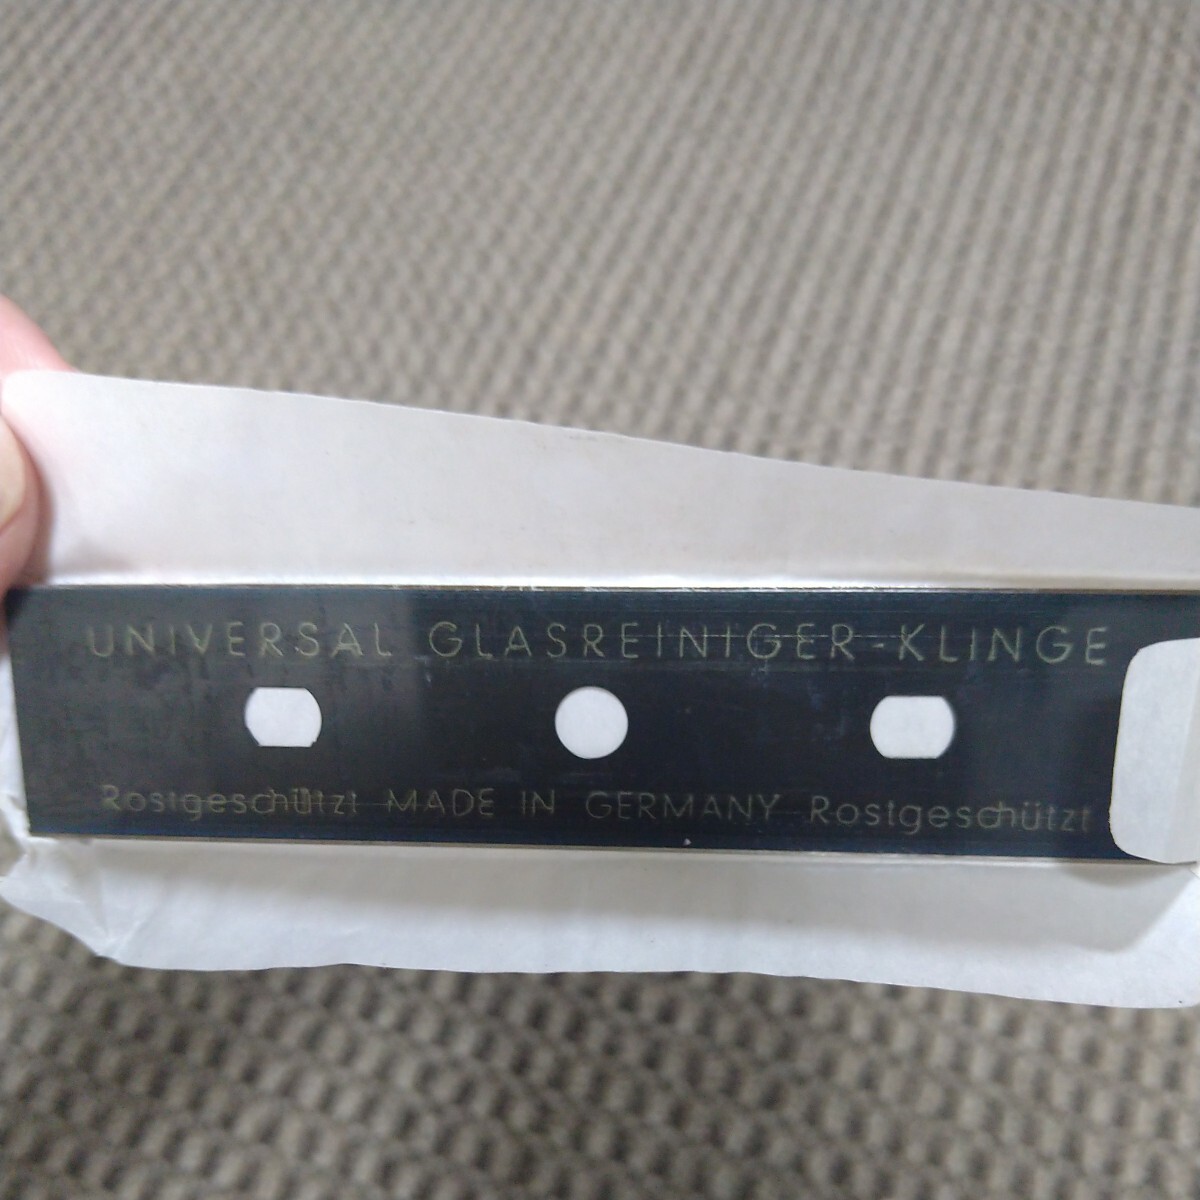 UNIVERSAL GLASREINIGER-KLINGE
Rostgeschützt MADE IN GERMANY Rostgeschützt